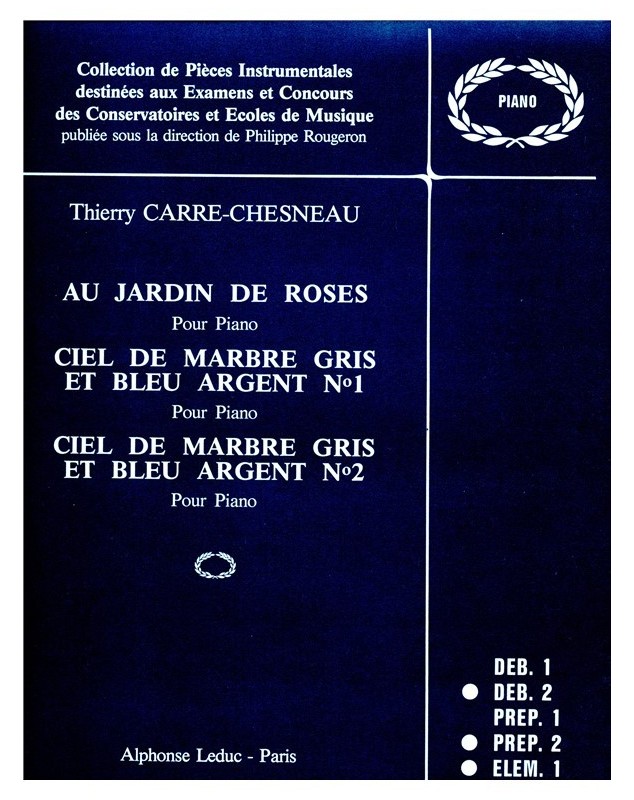 Collection de Pièces Instrumentales
destinées aux Examens et Concours
des Conservatoires et Ecoles de Musique
publiée sous la direction de Philippe Rougeron
PIANO
Thierry CARRE-CHESNEAU
AU JARDIN DE ROSES
Pour Piano
CIEL DE MARBRE GRIS
ET BLEU ARGENT Nº1
Pour Piano
CIEL DE MARBRE GRIS
ET BLEU ARGENT Nº2
Pour Piano
Alphonse Leduc - Paris
DEB. 1
DEB. 2
PREP. 1
PREP. 2
ELEM. 1